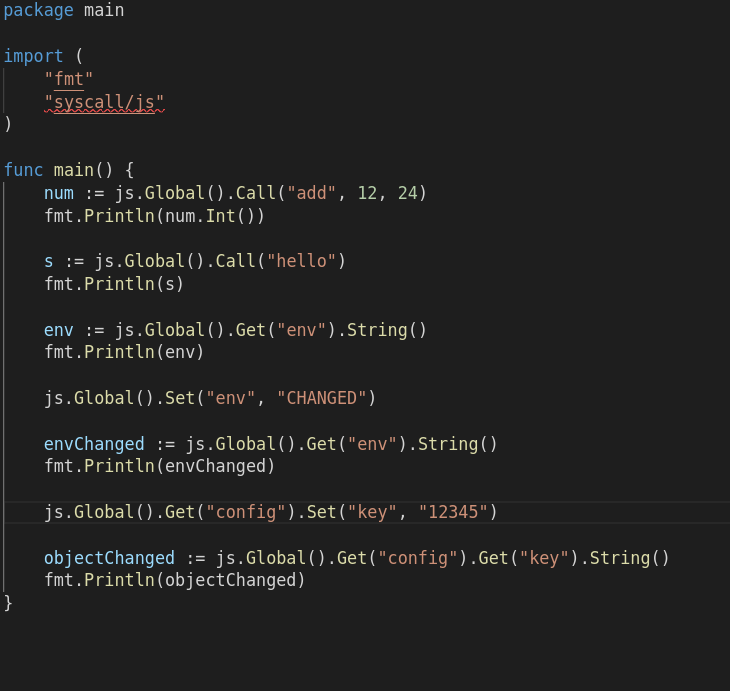 package main

import (
    "fmt"
    "syscall/js"
)

func main() {
    num := js.Global().Call("add", 12, 24)
    fmt.Println(num.Int())

    s := js.Global().Call("hello")
    fmt.Println(s)

    env := js.Global().Get("env").String()
    fmt.Println(env)

    js.Global().Set("env", "CHANGED")

    envChanged := js.Global().Get("env").String()
    fmt.Println(envChanged)

    js.Global().Get("config").Set("key", "12345")

    objectChanged := js.Global().Get("config").Get("key").String()
    fmt.Println(objectChanged)
}